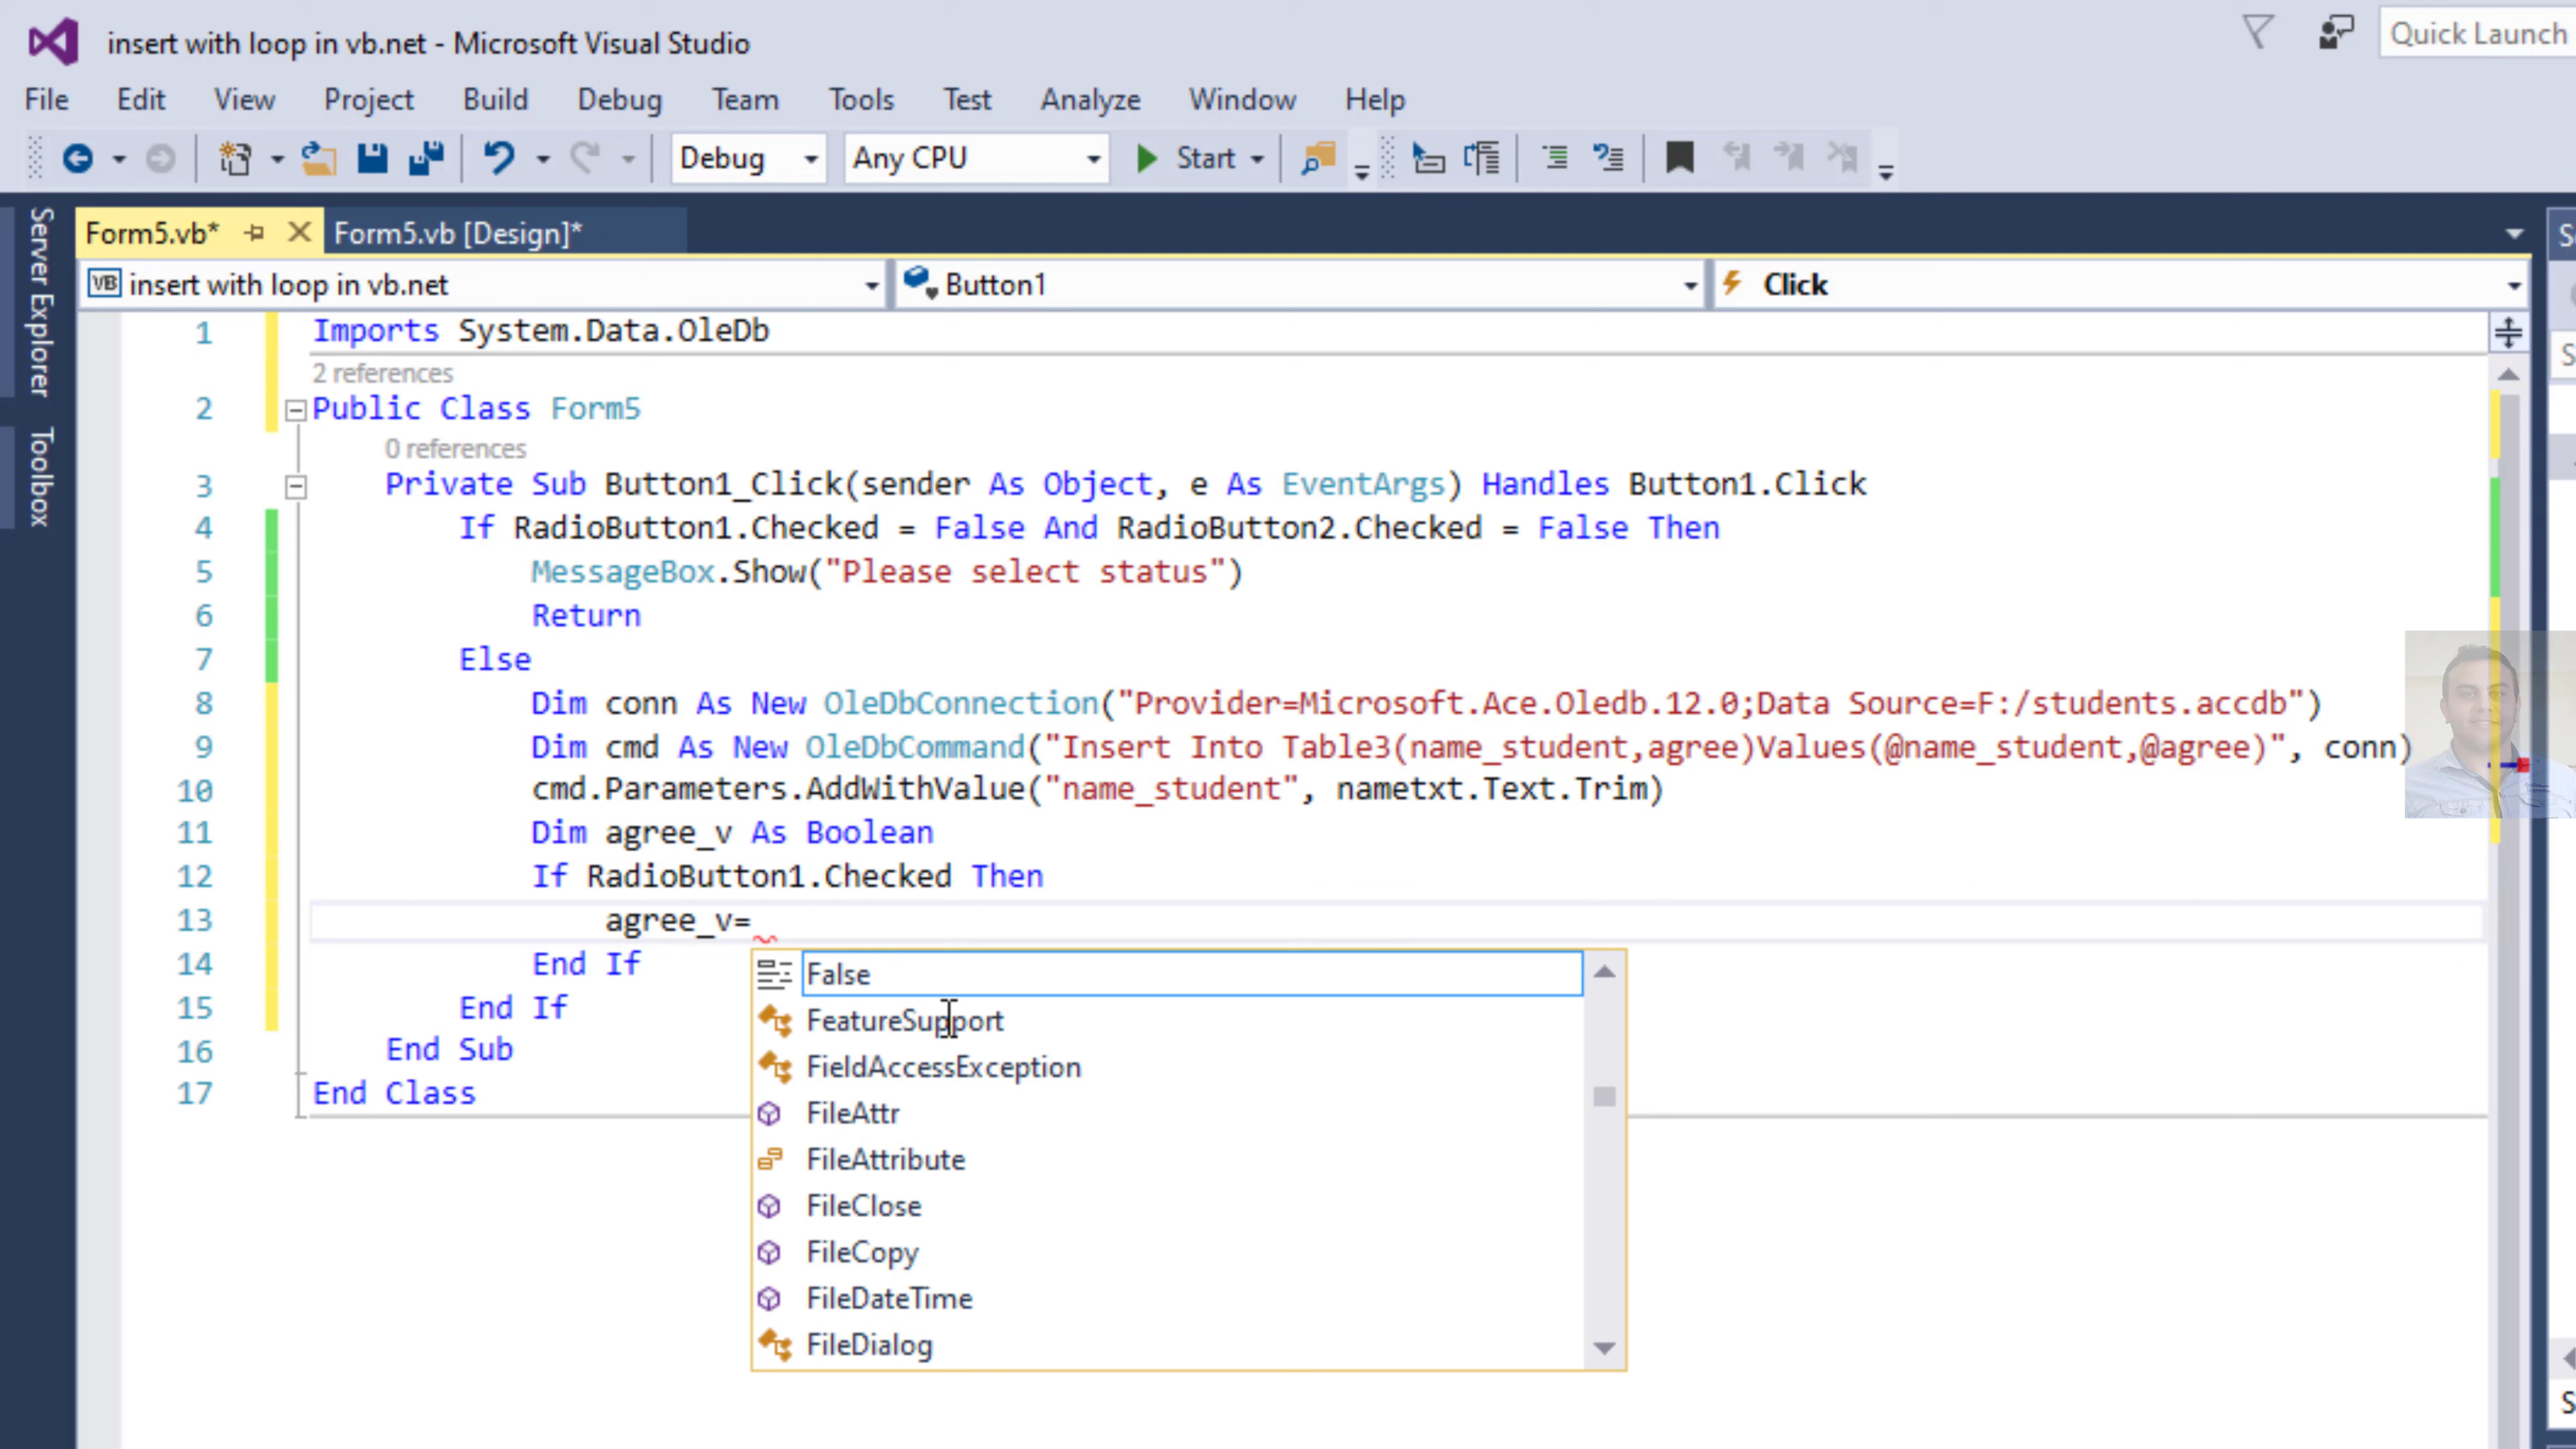 insert with loop in vb.net - Microsoft Visual Studio
Quick Launch
File Edit View Project Build Debug Team Tools Test Analyze Window Help
Debug Any CPU Start
Server Explorer
Toolbox
Form5.vb* Form5.vb [Design]*
VB insert with loop in vb.net Button1 Click
1 Imports System.Data.OleDb
2 references
2 Public Class Form5
0 references
3 Private Sub Button1_Click(sender As Object, e As EventArgs) Handles Button1.Click
4 If RadioButton1.Checked = False And RadioButton2.Checked = False Then
5 MessageBox.Show("Please select status")
6 Return
7 Else
8 Dim conn As New OleDbConnection("Provider=Microsoft.Ace.Oledb.12.0;Data Source=F:/students.accdb")
9 Dim cmd As New OleDbCommand("Insert Into Table3(name_student,agree)Values(@name_student,@agree)", conn)
10 cmd.Parameters.AddWithValue("name_student", nametxt.Text.Trim)
11 Dim agree_v As Boolean
12 If RadioButton1.Checked Then
13 agree_v=
14 End If
15 End If
16 End Sub
17 End Class
False
FeatureSupport
FieldAccessException
FileAttr
FileAttribute
FileClose
FileCopy
FileDateTime
FileDialog